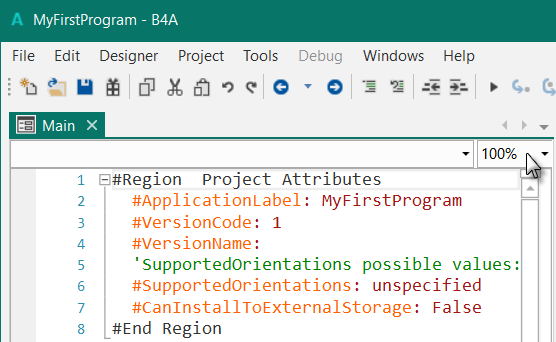 A MyFirstProgram - B4A
File Edit Designer Project Tools Debug Windows Help
Main
100%
1 #Region  Project Attributes
2 #ApplicationLabel: MyFirstProgram
3 #VersionCode: 1
4 #VersionName:
5 'SupportedOrientations possible values:
6 #SupportedOrientations: unspecified
7 #CanInstallToExternalStorage: False
8 #End Region